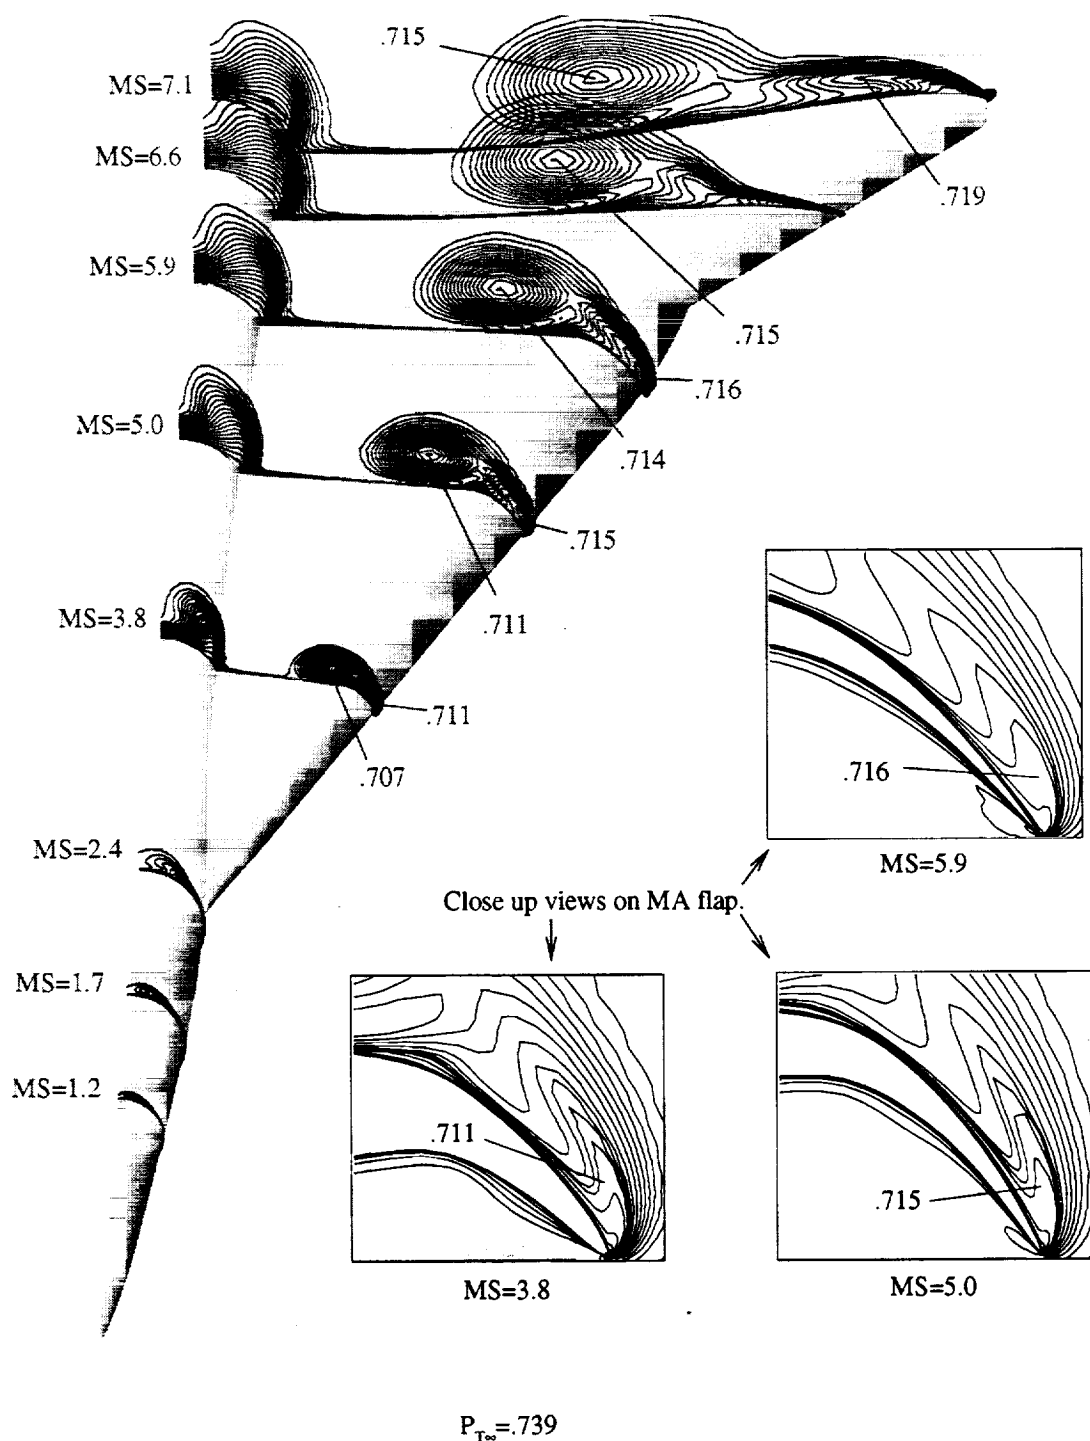 .715
MS=7.1
MS=6.6
.719
MS=5.9
.715
.716
MS=5.0
.714
.715
MS=3.8
.711
.711
.707
.716
MS=2.4
MS=5.9
Close up views on MA flap.
MS=1.7
MS=1.2
.711
.715
MS=3.8
MS=5.0
P_T∞=.739